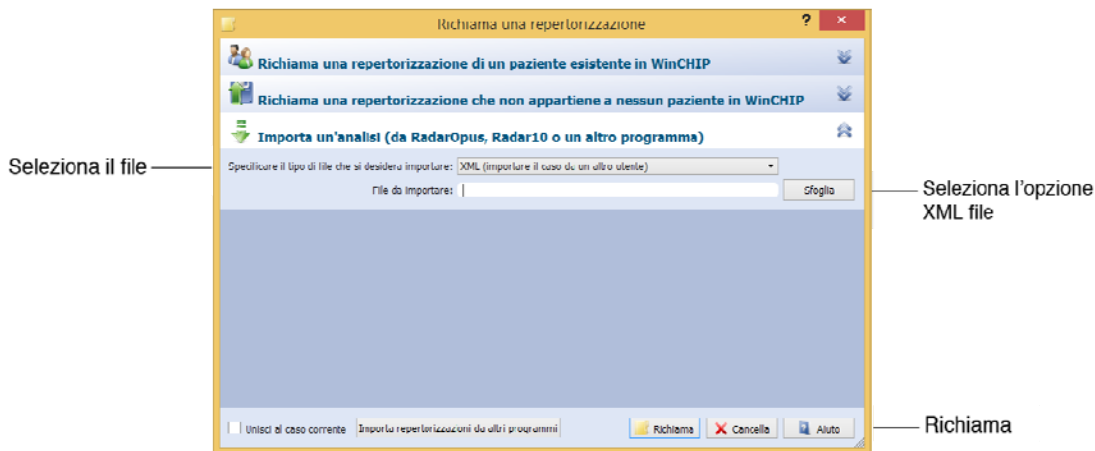 Richiama una repertorizzazione
?
Richiama una repertorizzazione di un paziente esistente in WinCHIP
Richiama una repertorizzazione che non appartiene a nessun paziente in WinCHIP
Importa un'analisi (da RadarOpus, Radar10 o un altro programma)
Seleziona il file
Specificare il tipo di file che si desidera importare: XML (importare il caso da un altro utente)
File da importare:
Sfoglia
Seleziona l'opzione
XML file
Unisci al caso corrente
Importa repertorizzazioni da altri programmi
Richiama
Cancella
Aiuto
Richiama